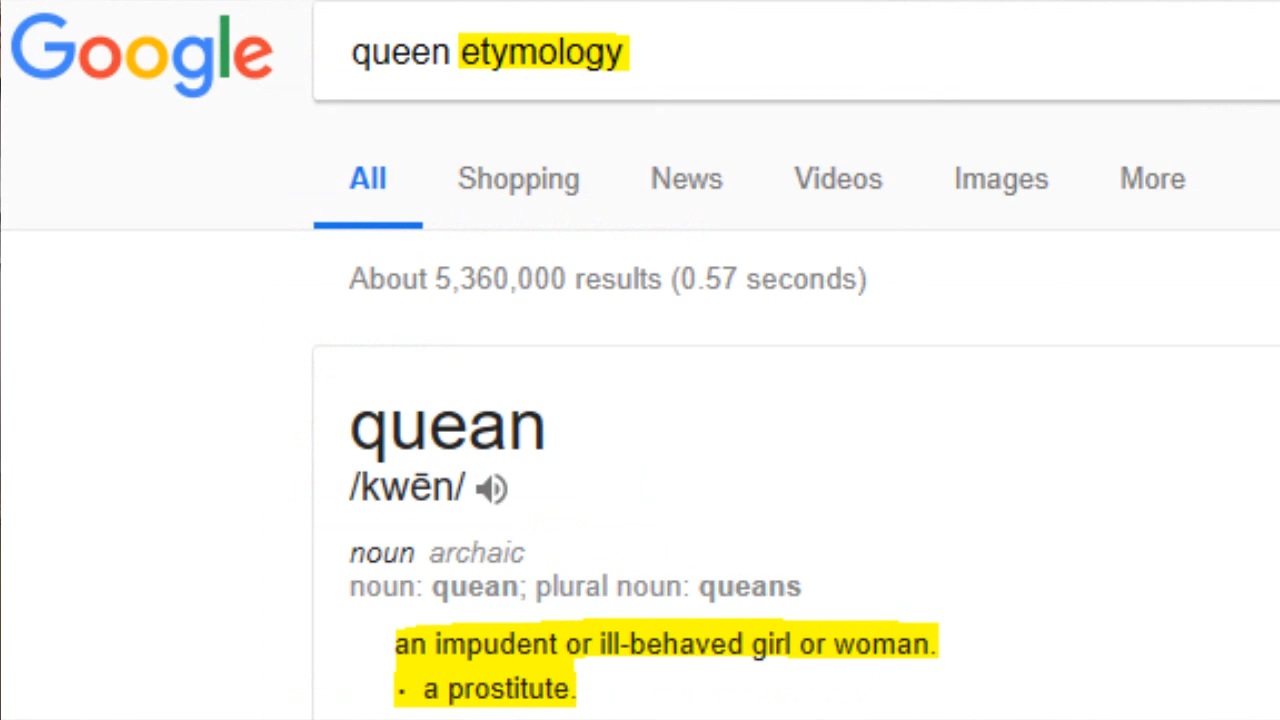 Google
queen etymology
All Shopping News Videos Images More
About 5,360,000 results (0.57 seconds)
quean
/kwēn/
noun archaic
noun: quean; plural noun: queans
an impudent or ill-behaved girl or woman.
· a prostitute.